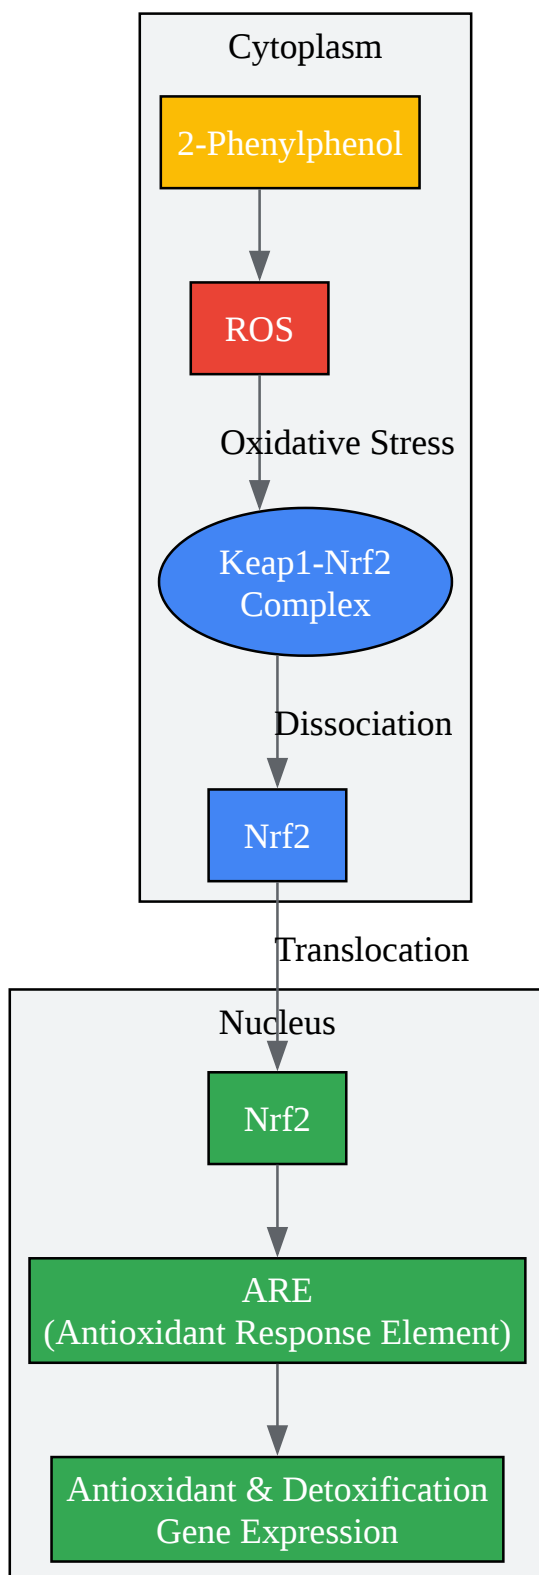 Cytoplasm
2-Phenylphenol
ROS
Oxidative Stress
Keap1-Nrf2
Complex
Dissociation
Nrf2
Translocation
Nucleus
Nrf2
ARE
(Antioxidant Response Element)
Antioxidant & Detoxification
Gene Expression